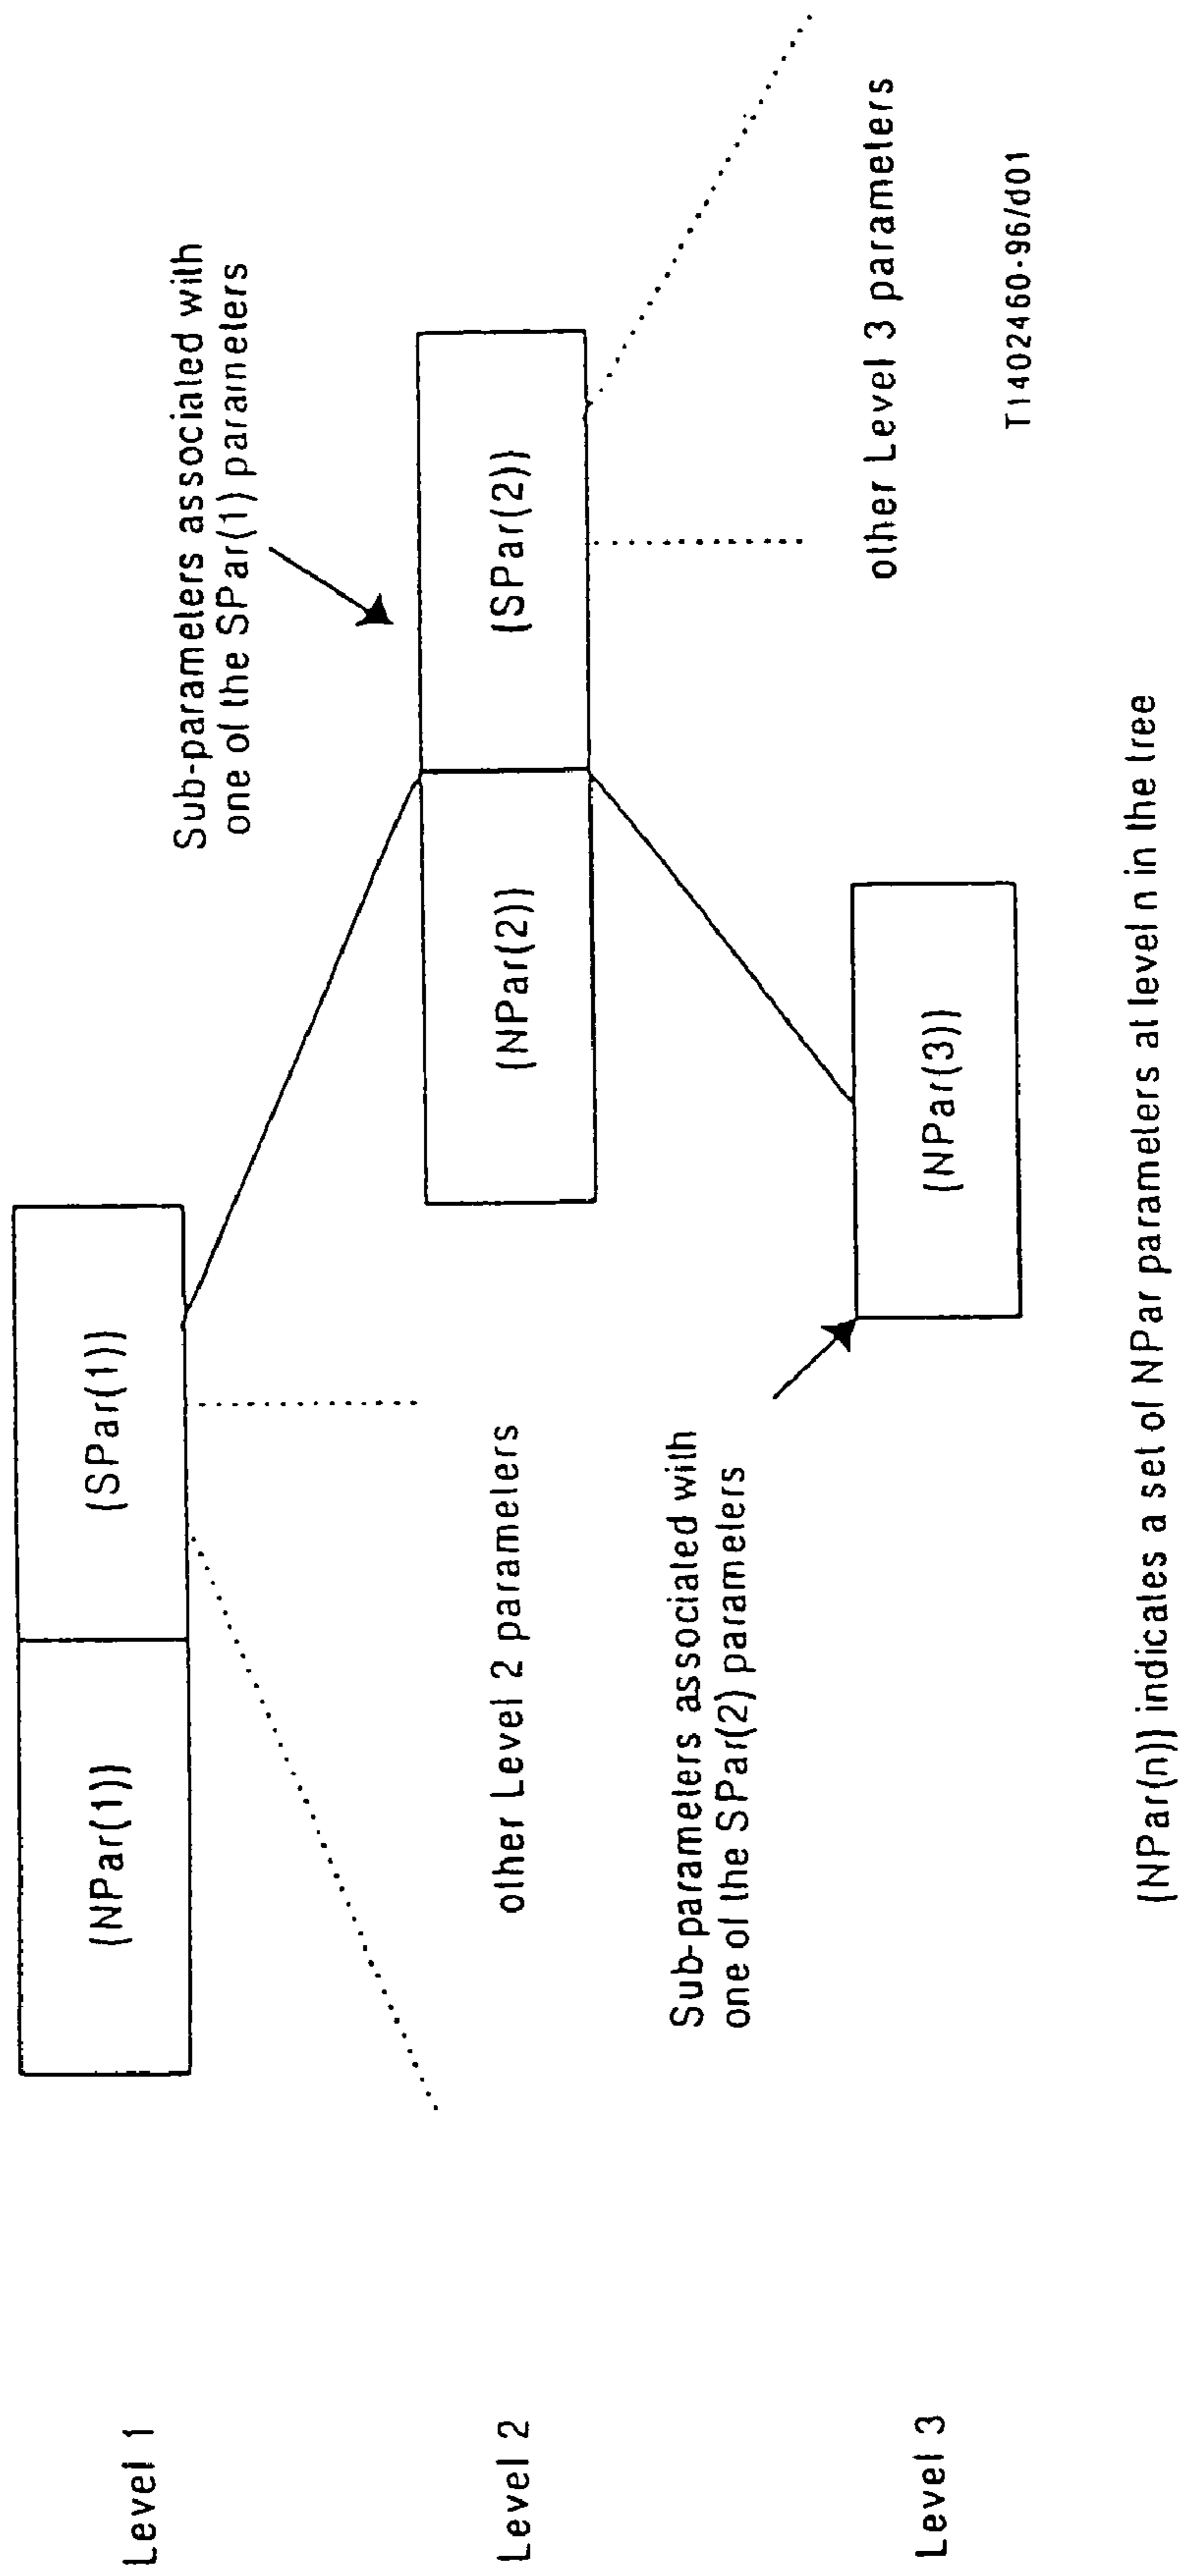 Level 1
{NPar(1)}
{SPar(1)}
Sub-parameters associated with
one of the SPar(1) parameters
Level 2
other Level 2 parameters
{NPar(2)}
{SPar(2)}
Sub-parameters associated with
one of the SPar(2) parameters
Level 3
{NPar(3)}
other Level 3 parameters
T1402460-96/d01
{NPar(n)} indicates a set of NPar parameters at level n in the tree